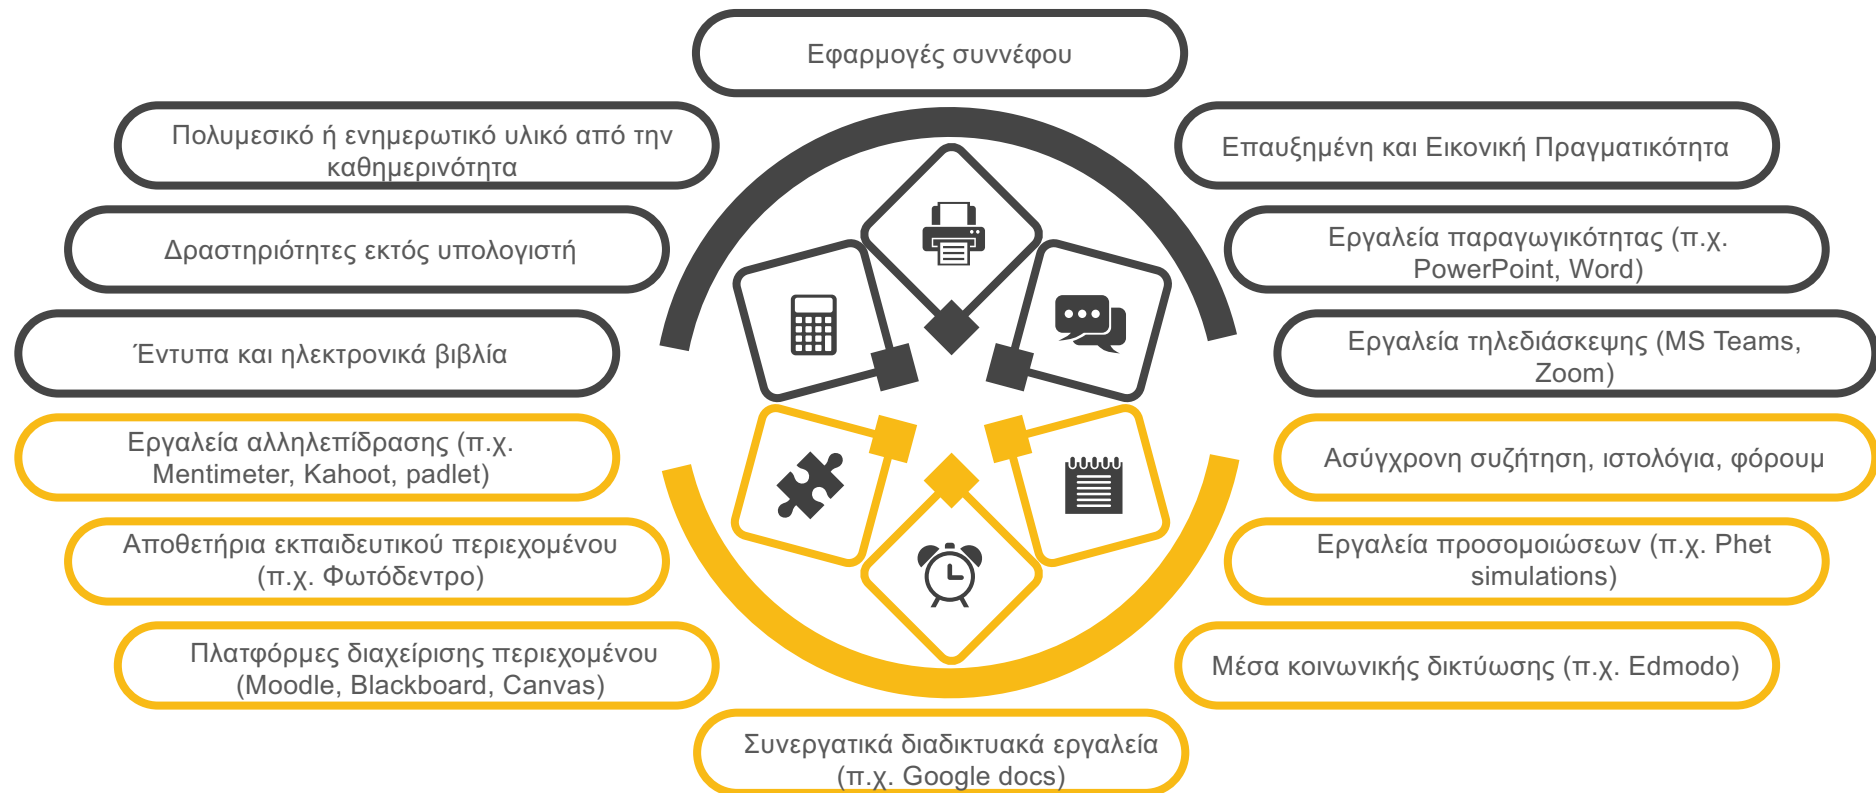 Εφαρμογές συννέφου
Πολυμεσικό ή ενημερωτικό υλικό από την
καθημερινότητα
Επαυξημένη και Εικονική Πραγματικότητα
Δραστηριότητες εκτός υπολογιστή
Εργαλεία παραγωγικότητας (π.χ.
PowerPoint, Word)
Έντυπα και ηλεκτρονικά βιβλία
Εργαλεία τηλεδιάσκεψης (MS Teams,
Zoom)
Εργαλεία αλληλεπίδρασης (π.χ.
Mentimeter, Kahoot, padlet)
Ασύγχρονη συζήτηση, ιστολόγια, φόρουμ
Αποθετήρια εκπαιδευτικού περιεχομένου
(π.χ. Φωτόδεντρο)
Εργαλεία προσομοιώσεων (π.χ. Phet
simulations)
Πλατφόρμες διαχείρισης περιεχομένου
(Moodle, Blackboard, Canvas)
Μέσα κοινωνικής δικτύωσης (π.χ. Edmodo)
Συνεργατικά διαδικτυακά εργαλεία
(π.χ. Google docs)